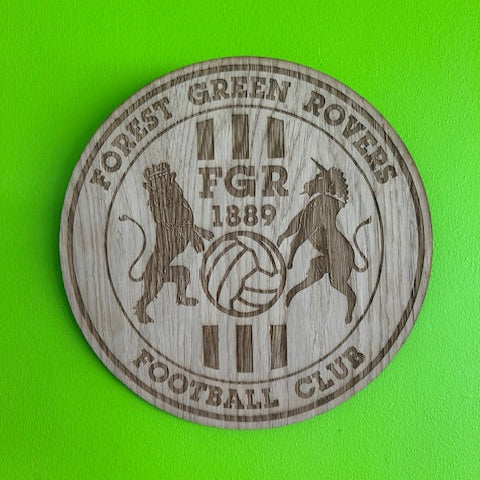 FOREST GREEN ROVERS
FGR
1889
FOOTBALL CLUB